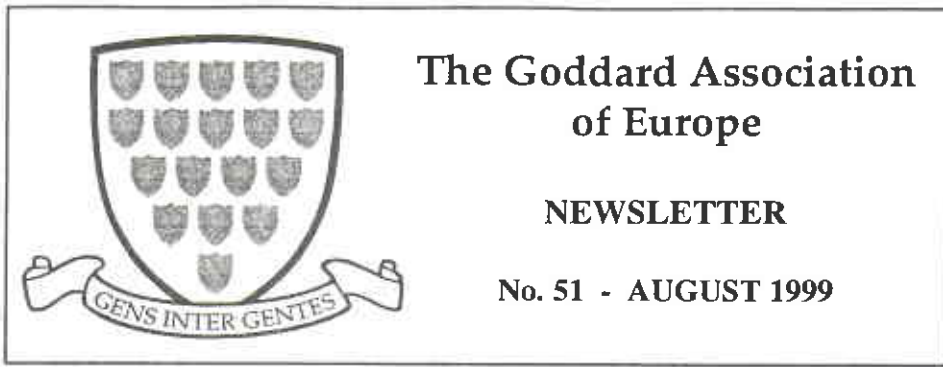 The Goddard Association
of Europe
NEWSLETTER
No. 51 - AUGUST 1999
GENS INTER GENTES